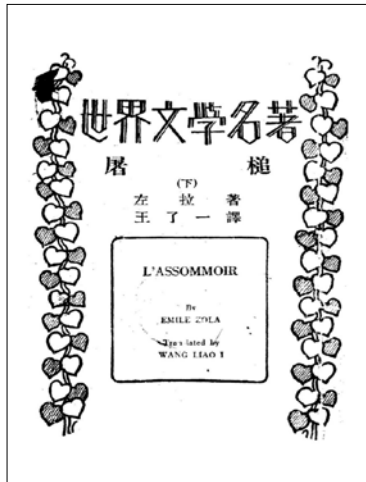 世界文學名著
屠槌
(下)
左拉著
王了一譯
L'ASSOMMOIR
By
EMILE ZOLA
Translated by
WANG LIAO I